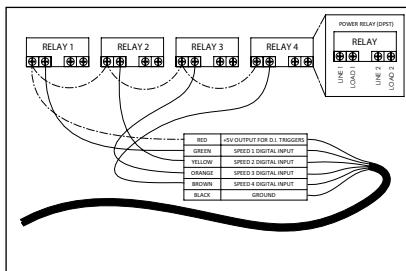 POWER RELAY (DPST)
RELAY 1
RELAY 2
RELAY 3
RELAY 4
RELAY
LINE 1
LOAD 1
LINE 2
LOAD 2
RED +5V OUTPUT FOR D.I. TRIGGERS
GREEN SPEED 1 DIGITAL INPUT
YELLOW SPEED 2 DIGITAL INPUT
ORANGE SPEED 3 DIGITAL INPUT
BROWN SPEED 4 DIGITAL INPUT
BLACK GROUND